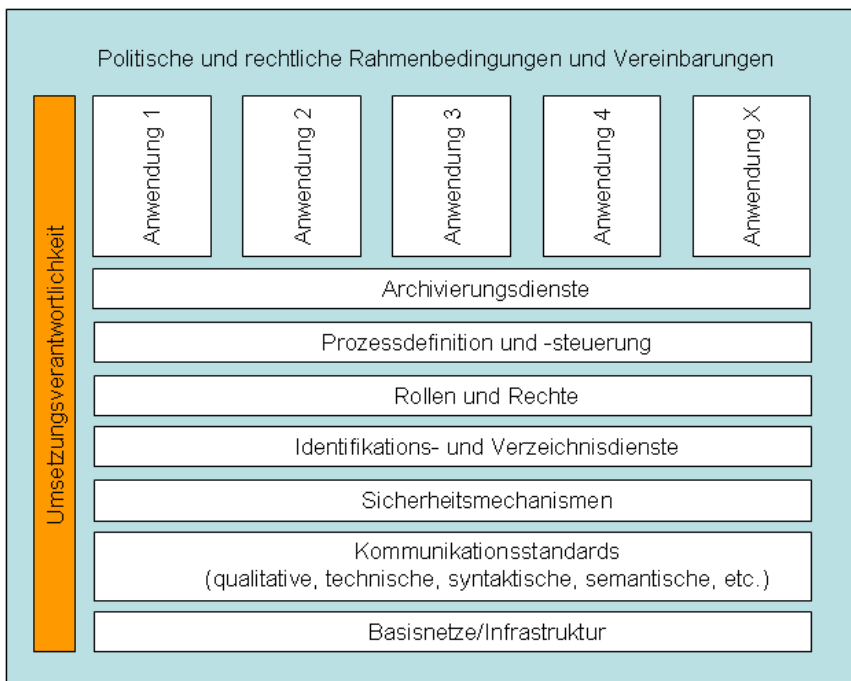 Politische und rechtliche Rahmenbedingungen und Vereinbarungen
Umsetzungsverantwortlichkeit
Anwendung 1
Anwendung 2
Anwendung 3
Anwendung 4
Anwendung X
Archivierungsdienste
Prozessdefinition und -steuerung
Rollen und Rechte
Identifikations- und Verzeichnisdienste
Sicherheitsmechanismen
Kommunikationsstandards
(qualitative, technische, syntaktische, semantische, etc.)
Basisnetze/Infrastruktur